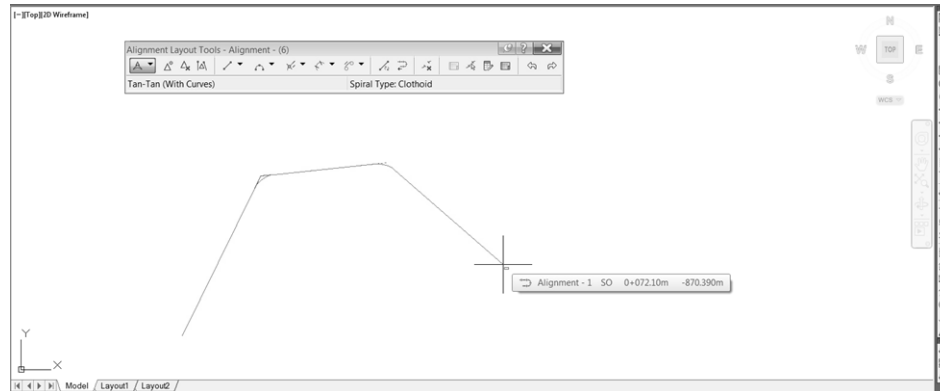 [−][Top][2D Wireframe]
N
W TOP E
S
WCS
Alignment Layout Tools - Alignment - (6)
Tan-Tan (With Curves) Spiral Type: Clothoid
Alignment - 1 SO 0+072.10m -870.390m
Y
X
Model Layout1 Layout2